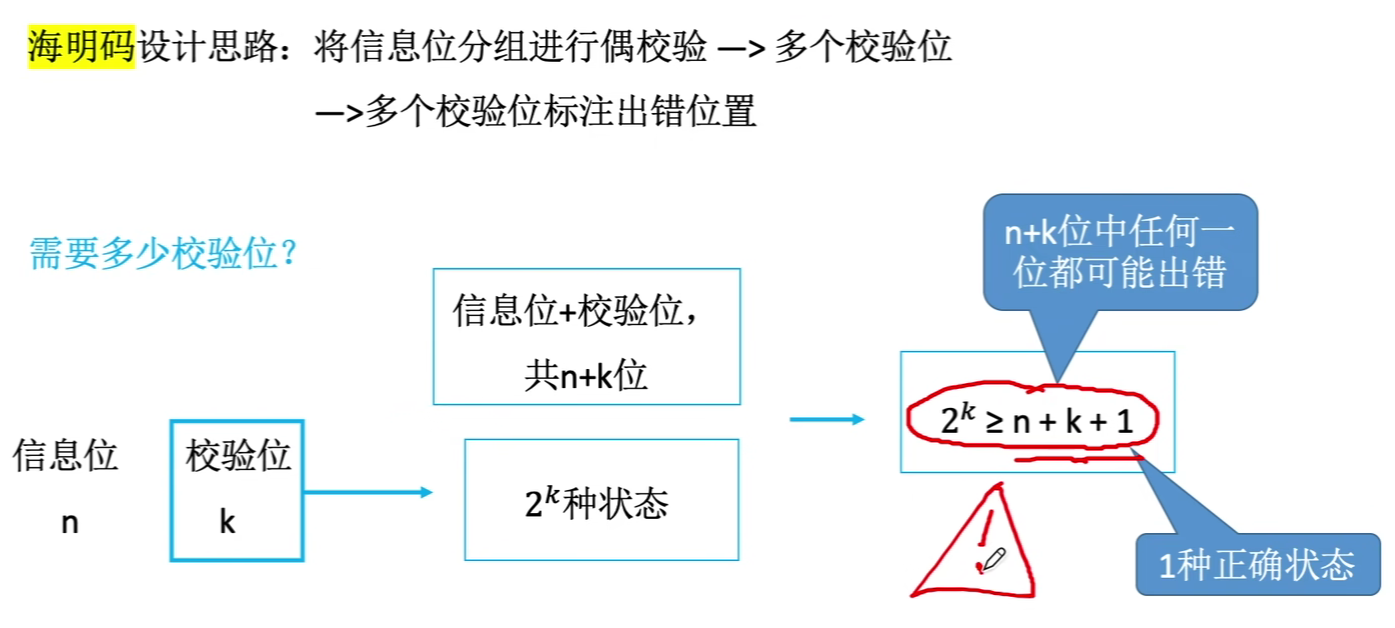 海明码设计思路：将信息位分组进行偶校验 —> 多个校验位
—>多个校验位标注出错位置
需要多少校验位？
信息位
n
校验位
k
信息位+校验位，
共n+k位
2^k种状态
n+k位中任何一
位都可能出错
2^k ≥ n + k + 1
1种正确状态